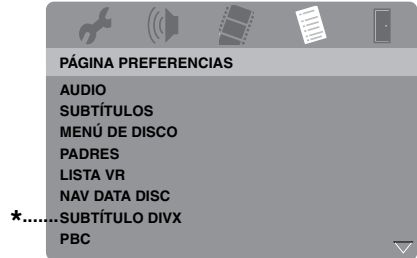 PÁGINA PREFERENCIAS
AUDIO
SUBTÍTULOS
MENÚ DE DISCO
PADRES
LISTA VR
NAV DATA DISC
*.......SUBTÍTULO DIVX
PBC